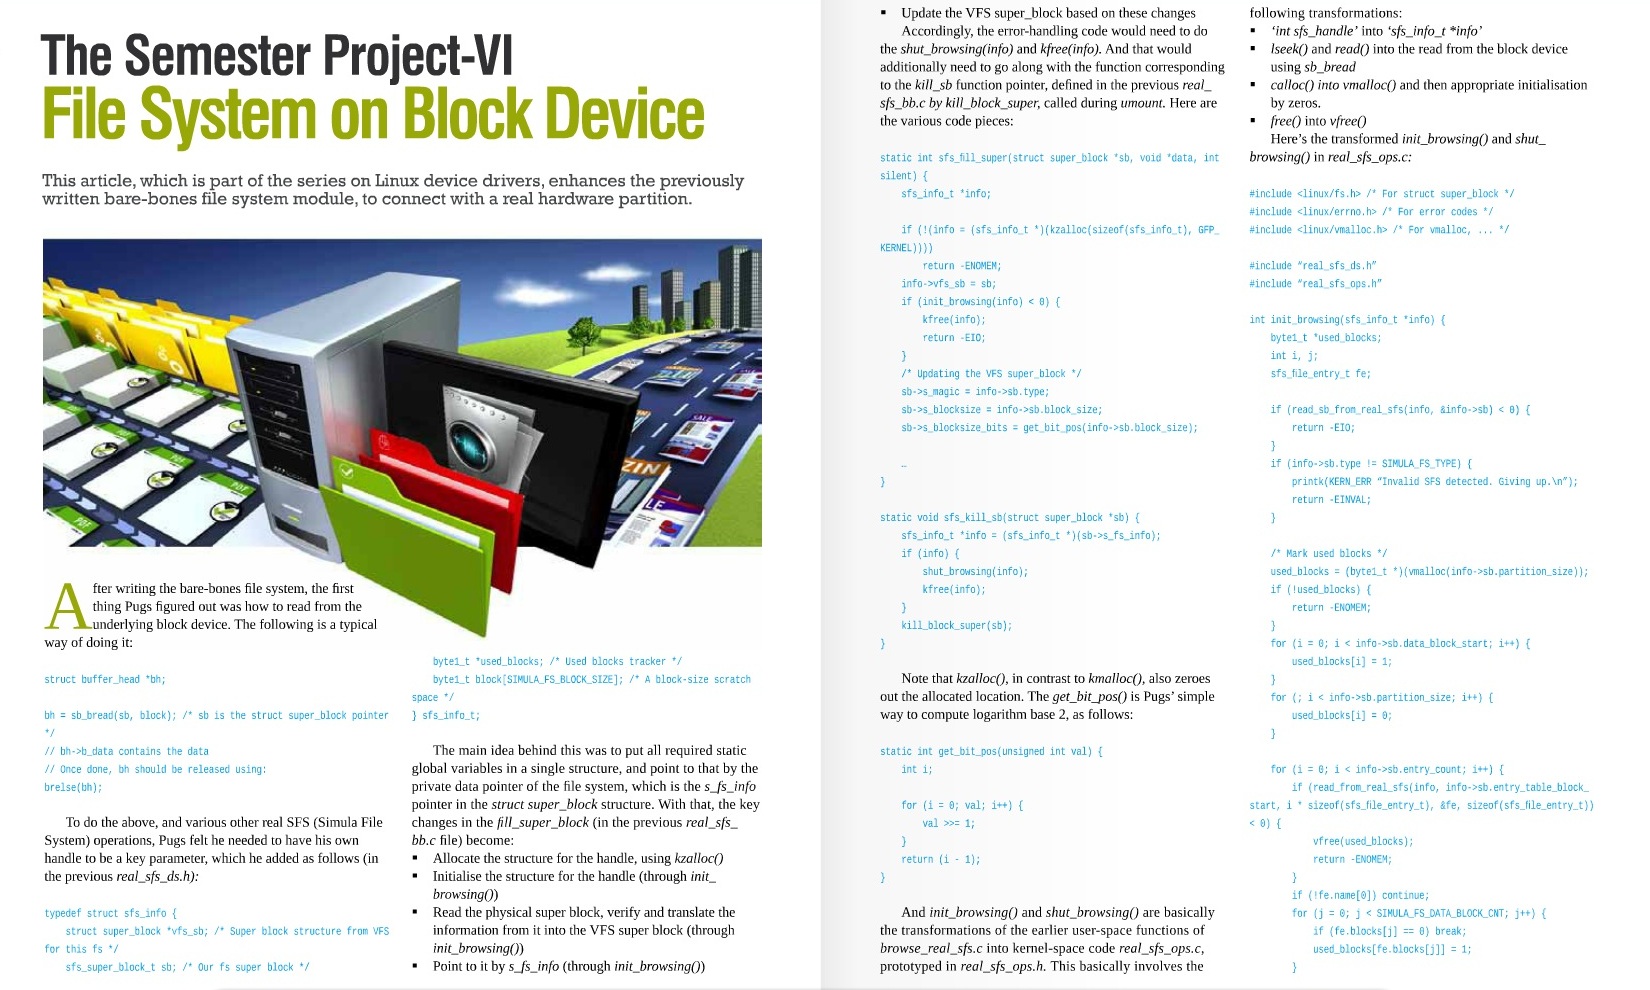 The Semester Project-VI
File System on Block Device
This article, which is part of the series on Linux device drivers, enhances the previously
written bare-bones file system module, to connect with a real hardware partition.
After writing the bare-bones file system, the first
thing Pugs figured out was how to read from the
underlying block device. The following is a typical
way of doing it:
struct buffer_head *bh;
bh = sb_bread(sb, block); /* sb is the struct super_block pointer
*/
// bh->b_data contains the data
// Once done, bh should be released using:
brelse(bh);
To do the above, and various other real SFS (Simula File
System) operations, Pugs felt he needed to have his own
handle to be a key parameter, which he added as follows (in
the previous real_sfs_ds.h):
typedef struct sfs_info {
struct super_block *vfs_sb; /* Super block structure from VFS
for this fs */
sfs_super_block_t sb; /* Our fs super block */
byte1_t *used_blocks; /* Used blocks tracker */
byte1_t block[SIMULA_FS_BLOCK_SIZE]; /* A block-size scratch
space */
} sfs_info_t;
The main idea behind this was to put all required static
global variables in a single structure, and point to that by the
private data pointer of the file system, which is the s_fs_info
pointer in the struct super_block structure. With that, the key
changes in the fill_super_block (in the previous real_sfs_
bb.c file) become:
▪ Allocate the structure for the handle, using kzalloc()
▪ Initialise the structure for the handle (through init_
browsing())
▪ Read the physical super block, verify and translate the
information from it into the VFS super block (through
init_browsing())
▪ Point to it by s_fs_info (through init_browsing())
▪ Update the VFS super_block based on these changes
Accordingly, the error-handling code would need to do
the shut_browsing(info) and kfree(info). And that would
additionally need to go along with the function corresponding
to the kill_sb function pointer, defined in the previous real_
sfs_bb.c by kill_block_super, called during umount. Here are
the various code pieces:
static int sfs_fill_super(struct super_block *sb, void *data, int
silent) {
sfs_info_t *info;
if (!(info = (sfs_info_t *)(kzalloc(sizeof(sfs_info_t), GFP_
KERNEL))))
return -ENOMEM;
info->vfs_sb = sb;
if (init_browsing(info) < 0) {
kfree(info);
return -EIO;
}
/* Updating the VFS super_block */
sb->s_magic = info->sb.type;
sb->s_blocksize = info->sb.block_size;
sb->s_blocksize_bits = get_bit_pos(info->sb.block_size);
…
}
static void sfs_kill_sb(struct super_block *sb) {
sfs_info_t *info = (sfs_info_t *)(sb->s_fs_info);
if (info) {
shut_browsing(info);
kfree(info);
}
kill_block_super(sb);
}
Note that kzalloc(), in contrast to kmalloc(), also zeroes
out the allocated location. The get_bit_pos() is Pugs’ simple
way to compute logarithm base 2, as follows:
static int get_bit_pos(unsigned int val) {
int i;
for (i = 0; val; i++) {
val >>= 1;
}
return (i - 1);
}
And init_browsing() and shut_browsing() are basically
the transformations of the earlier user-space functions of
browse_real_sfs.c into kernel-space code real_sfs_ops.c,
prototyped in real_sfs_ops.h. This basically involves the
following transformations:
▪ ‘int sfs_handle’ into ‘sfs_info_t *info’
▪ lseek() and read() into the read from the block device
using sb_bread
▪ calloc() into vmalloc() and then appropriate initialisation
by zeros.
▪ free() into vfree()
Here’s the transformed init_browsing() and shut_
browsing() in real_sfs_ops.c:
#include <linux/fs.h> /* For struct super_block */
#include <linux/errno.h> /* For error codes */
#include <linux/vmalloc.h> /* For vmalloc, ... */
#include “real_sfs_ds.h”
#include “real_sfs_ops.h”
int init_browsing(sfs_info_t *info) {
byte1_t *used_blocks;
int i, j;
sfs_file_entry_t fe;
if (read_sb_from_real_sfs(info, &info->sb) < 0) {
return -EIO;
}
if (info->sb.type != SIMULA_FS_TYPE) {
printk(KERN_ERR “Invalid SFS detected. Giving up.\n”);
return -EINVAL;
}
/* Mark used blocks */
used_blocks = (byte1_t *)(vmalloc(info->sb.partition_size));
if (!used_blocks) {
return -ENOMEM;
}
for (i = 0; i < info->sb.data_block_start; i++) {
used_blocks[i] = 1;
}
for (; i < info->sb.partition_size; i++) {
used_blocks[i] = 0;
}
for (i = 0; i < info->sb.entry_count; i++) {
if (read_from_real_sfs(info, info->sb.entry_table_block_
start, i * sizeof(sfs_file_entry_t), &fe, sizeof(sfs_file_entry_t))
< 0) {
vfree(used_blocks);
return -ENOMEM;
}
if (!fe.name[0]) continue;
for (j = 0; j < SIMULA_FS_DATA_BLOCK_CNT; j++) {
if (fe.blocks[j] == 0) break;
used_blocks[fe.blocks[j]] = 1;
}